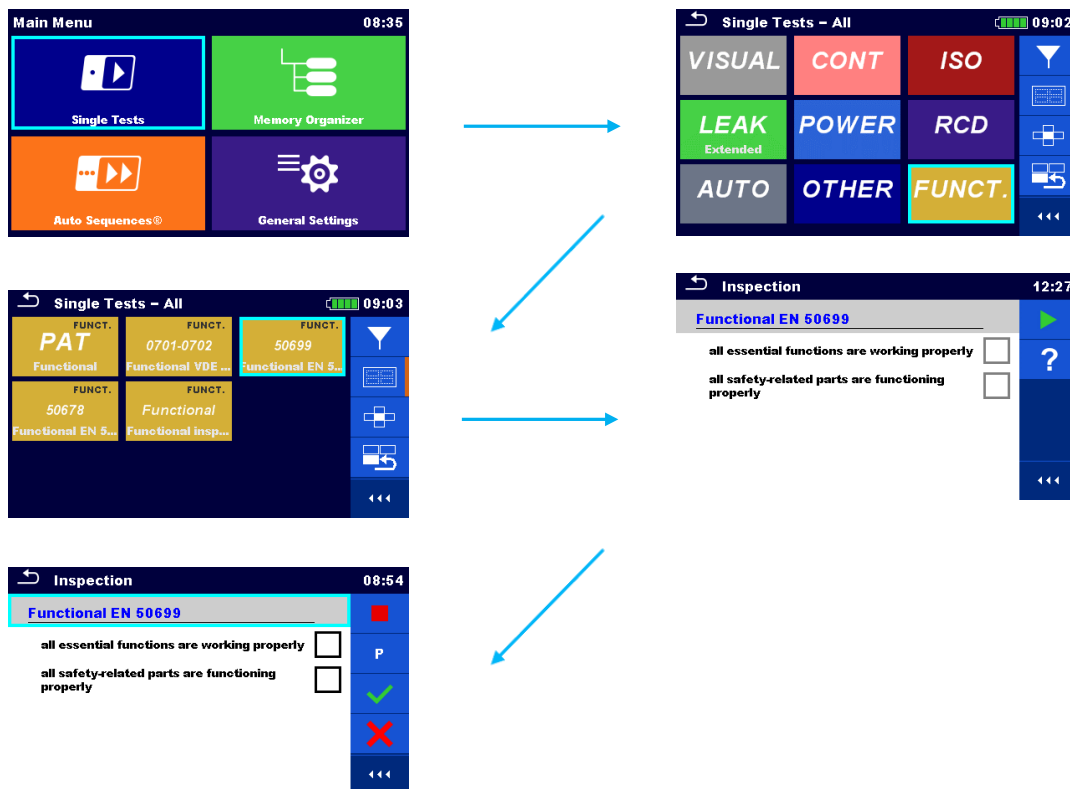 Main Menu 08:35
Single Tests
Memory Organizer
Auto Sequences®
General Settings
Single Tests – All 09:02
VISUAL CONT ISO
LEAK POWER RCD
Extended
AUTO OTHER FUNCT.
Single Tests – All 09:03
FUNCT. FUNCT. FUNCT.
PAT 0701-0702 50699
Functional Functional VDE ... Functional EN 5...
FUNCT. FUNCT.
50678 Functional
Functional EN 5... Functional insp...
Inspection 12:27
Functional EN 50699
all essential functions are working properly
all safety-related parts are functioning
properly
?
Inspection 08:54
Functional EN 50699
all essential functions are working properly
P
all safety-related parts are functioning
properly